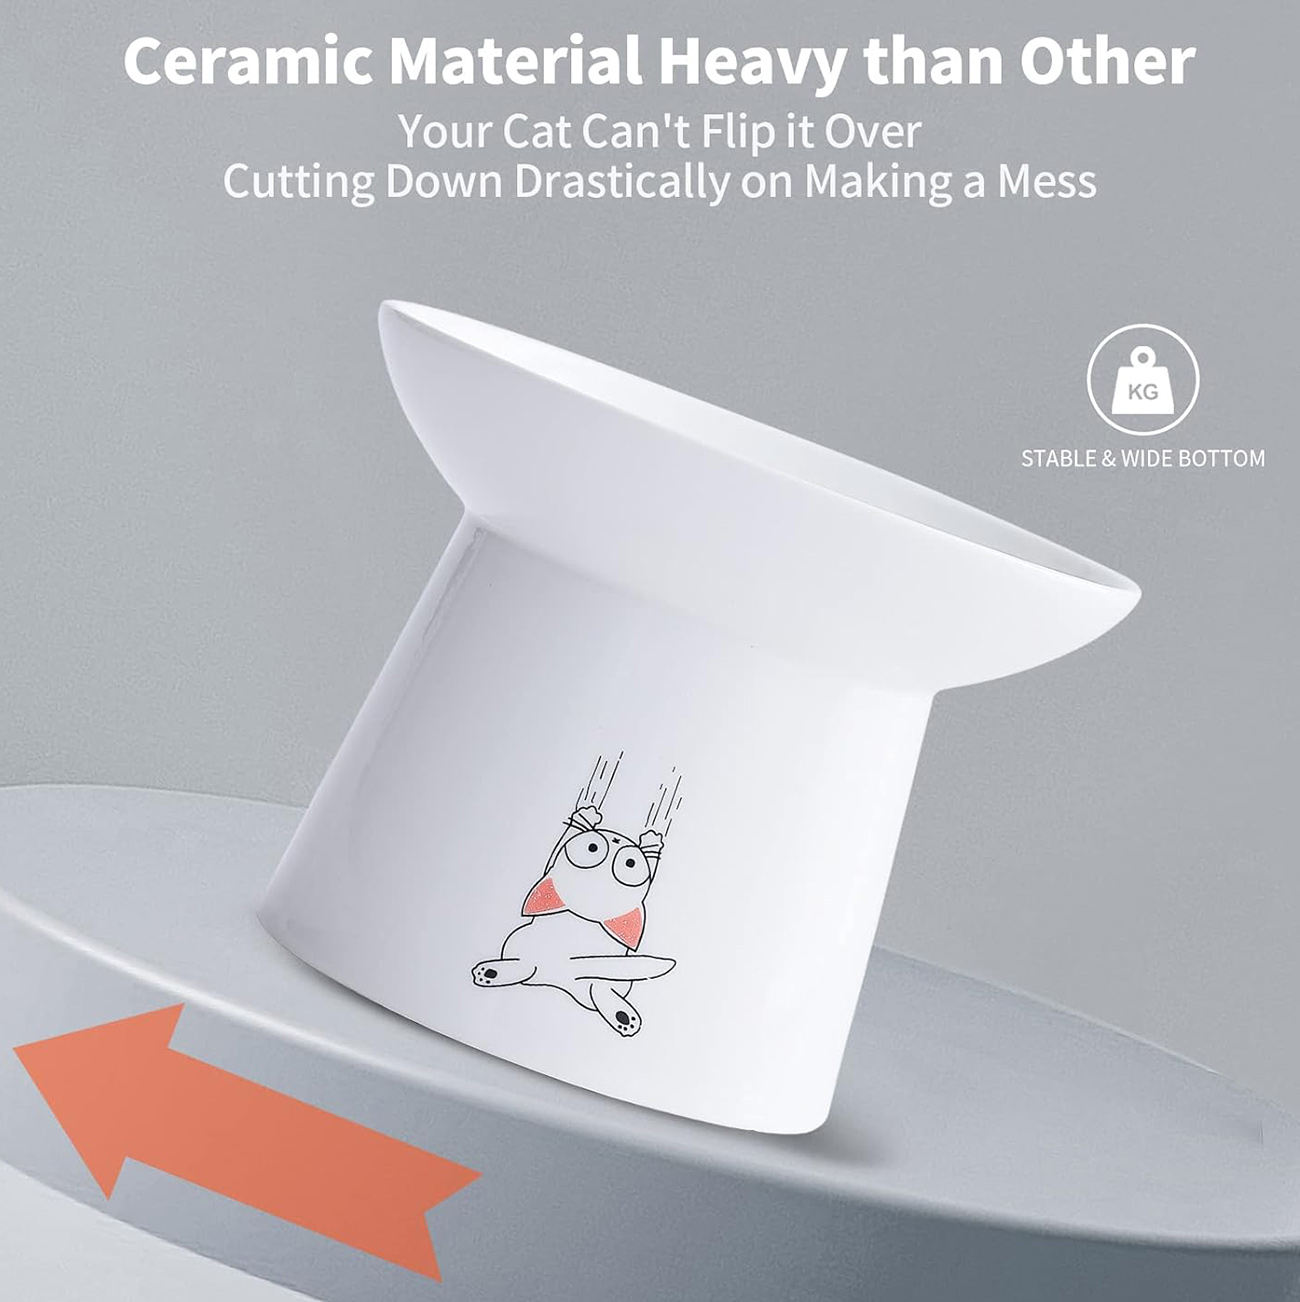 Ceramic Material Heavy than Other
Your Cat Can't Flip it Over
Cutting Down Drastically on Making a Mess
KG
STABLE & WIDE BOTTOM